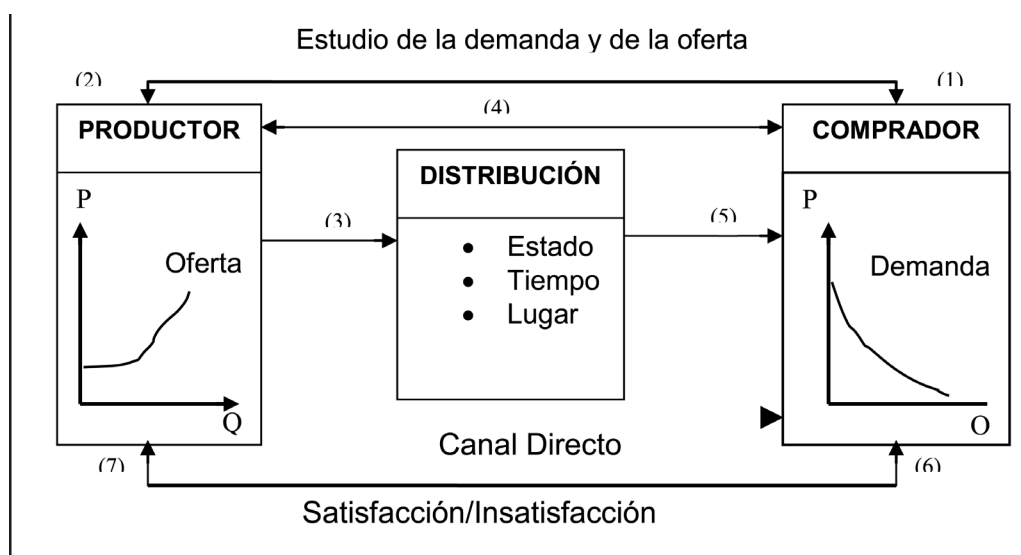 Estudio de la demanda y de la oferta
(2)
(1)
(4)
PRODUCTOR
COMPRADOR
DISTRIBUCIÓN
(3)
(5)
P
Oferta
Q
Estado
Tiempo
Lugar
P
Demanda
O
Canal Directo
(7)
(6)
Satisfacción/Insatisfacción